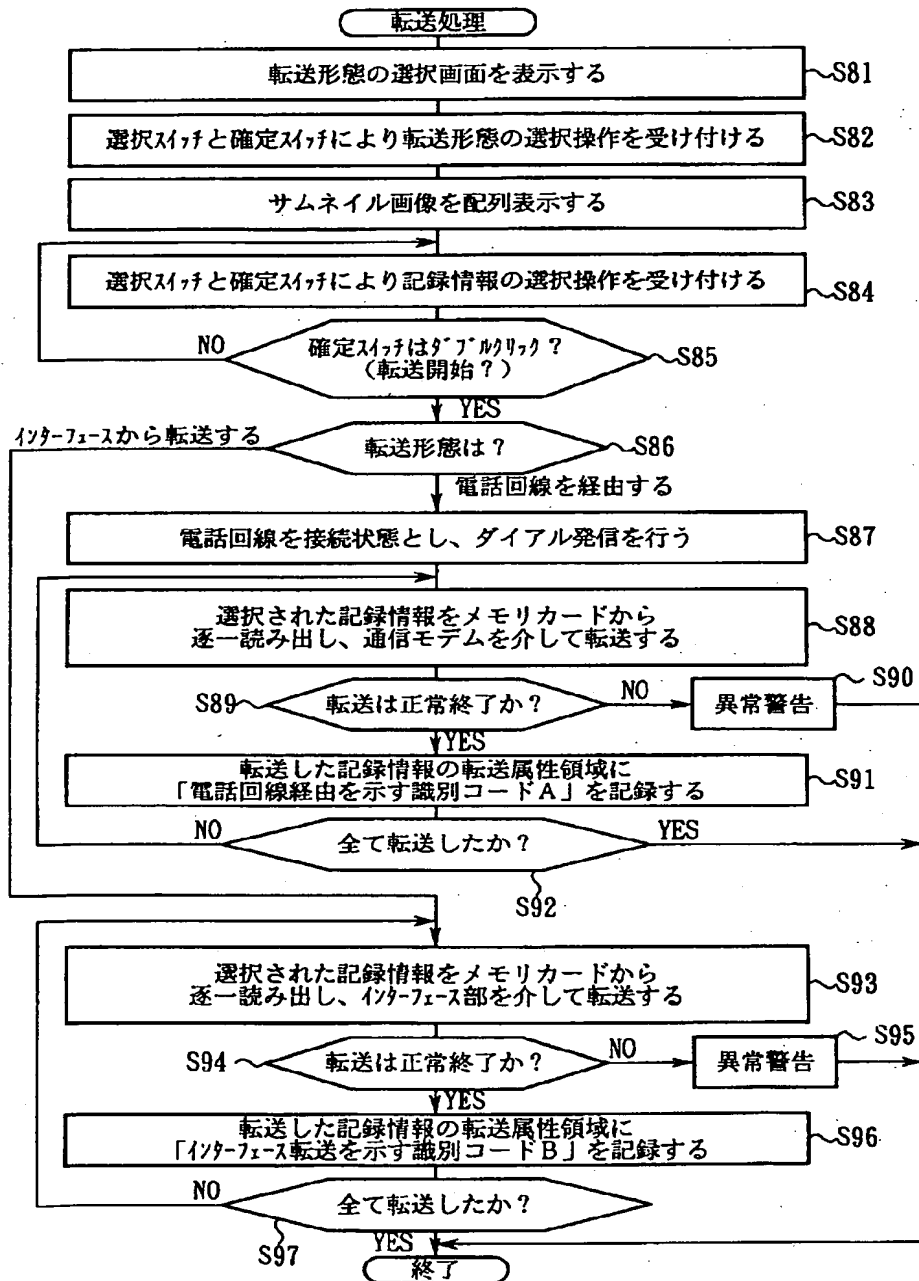 転送処理
転送形態の選択画面を表示する
S81
選択ｽｲｯﾁと確定ｽｲｯﾁにより転送形態の選択操作を受け付ける
S82
サムネイル画像を配列表示する
S83
選択ｽｲｯﾁと確定ｽｲｯﾁにより記録情報の選択操作を受け付ける
S84
NO
確定ｽｲｯﾁはﾀﾞﾌﾞﾙｸﾘｯｸ？
（転送開始？）
S85
YES
ｲﾝﾀｰﾌｪｰｽから転送する
転送形態は？
S86
電話回線を経由する
電話回線を接続状態とし、ダイアル発信を行う
S87
選択された記録情報をメモリカードから
逐一読み出し、通信モデムを介して転送する
S88
S89
転送は正常終了か？
NO
異常警告
S90
YES
転送した記録情報の転送属性領域に
「電話回線経由を示す識別コードＡ」を記録する
S91
NO
全て転送したか？
YES
S92
選択された記録情報をメモリカードから
逐一読み出し、ｲﾝﾀｰﾌｪｰｽ部を介して転送する
S93
S94
転送は正常終了か？
NO
異常警告
S95
YES
転送した記録情報の転送属性領域に
「ｲﾝﾀｰﾌｪｰｽ転送を示す識別コードＢ」を記録する
S96
NO
全て転送したか？
S97
YES
終了